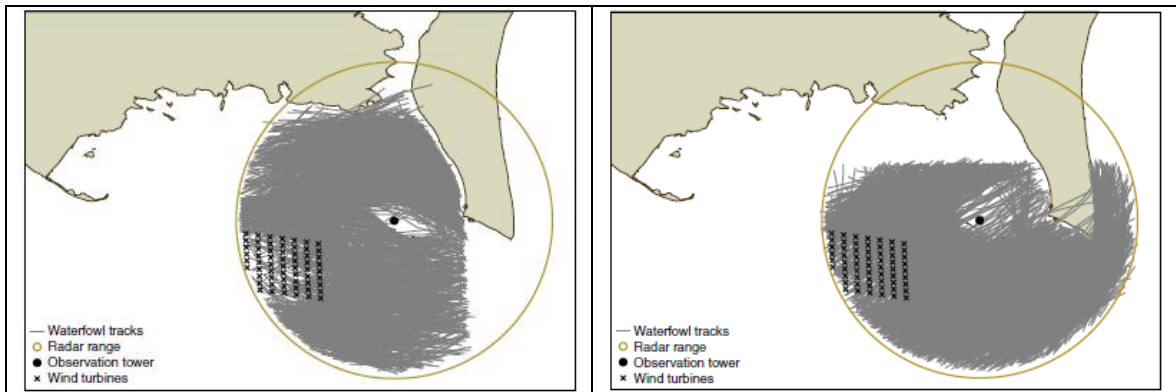 Waterfowl tracks
Radar range
Observation tower
Wind turbines
Waterfowl tracks
Radar range
Observation tower
Wind turbines